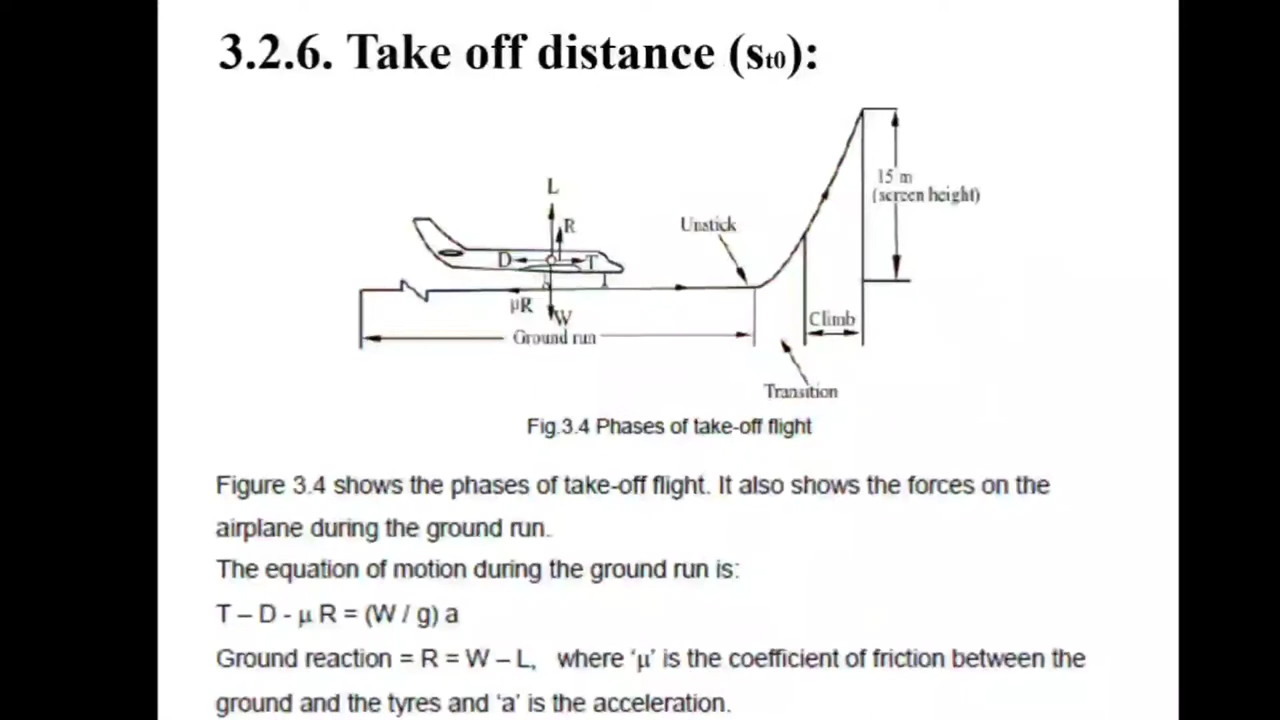 3.2.6. Take off distance (st0):
L
R
15 m
(screen height)
Unstick
D
T
μR
W
Climb
Ground run
Transition
Fig.3.4 Phases of take-off flight
Figure 3.4 shows the phases of take-off flight. It also shows the forces on the
airplane during the ground run.
The equation of motion during the ground run is:
T – D - μ R = (W / g) a
Ground reaction = R = W – L, where ‘μ’ is the coefficient of friction between the
ground and the tyres and ‘a’ is the acceleration.